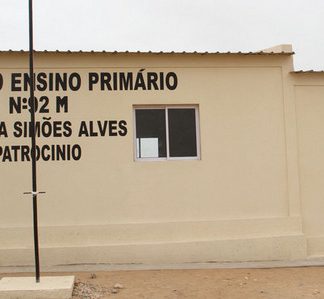 O ENSINO PRIMÁRIO
N:92 M
A SIMÕES ALVES
PATROCINIO